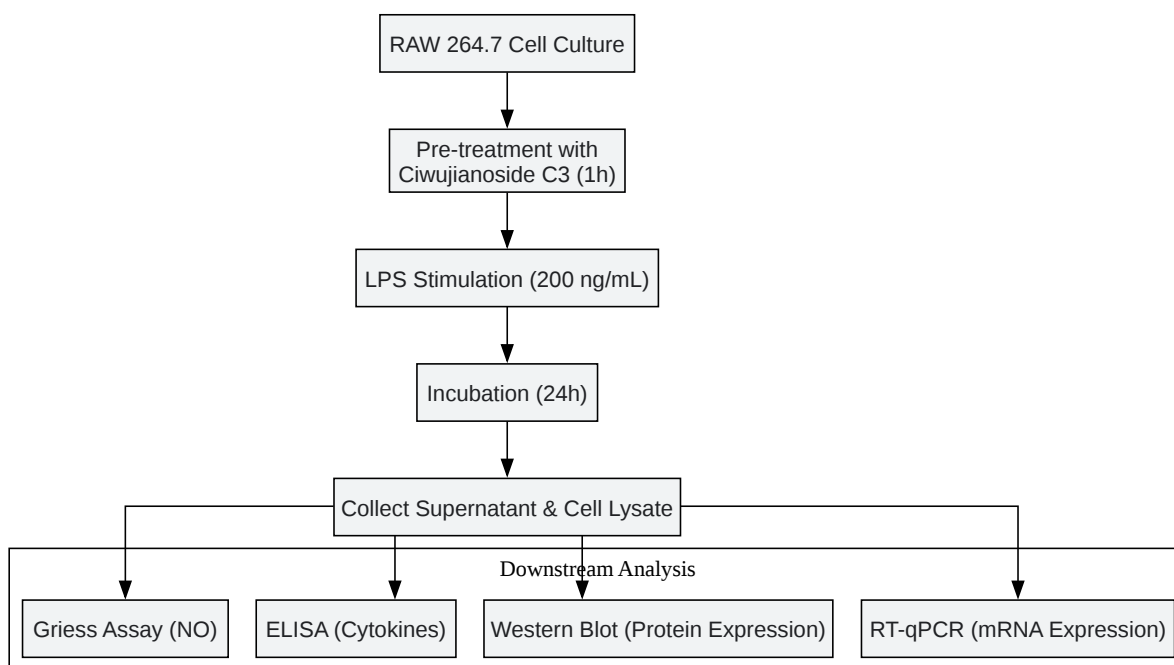 RAW 264.7 Cell Culture
Pre-treatment with
Ciwujianoside C3 (1h)
LPS Stimulation (200 ng/mL)
Incubation (24h)
Collect Supernatant & Cell Lysate
Downstream Analysis
Griess Assay (NO)
ELISA (Cytokines)
Western Blot (Protein Expression)
RT-qPCR (mRNA Expression)